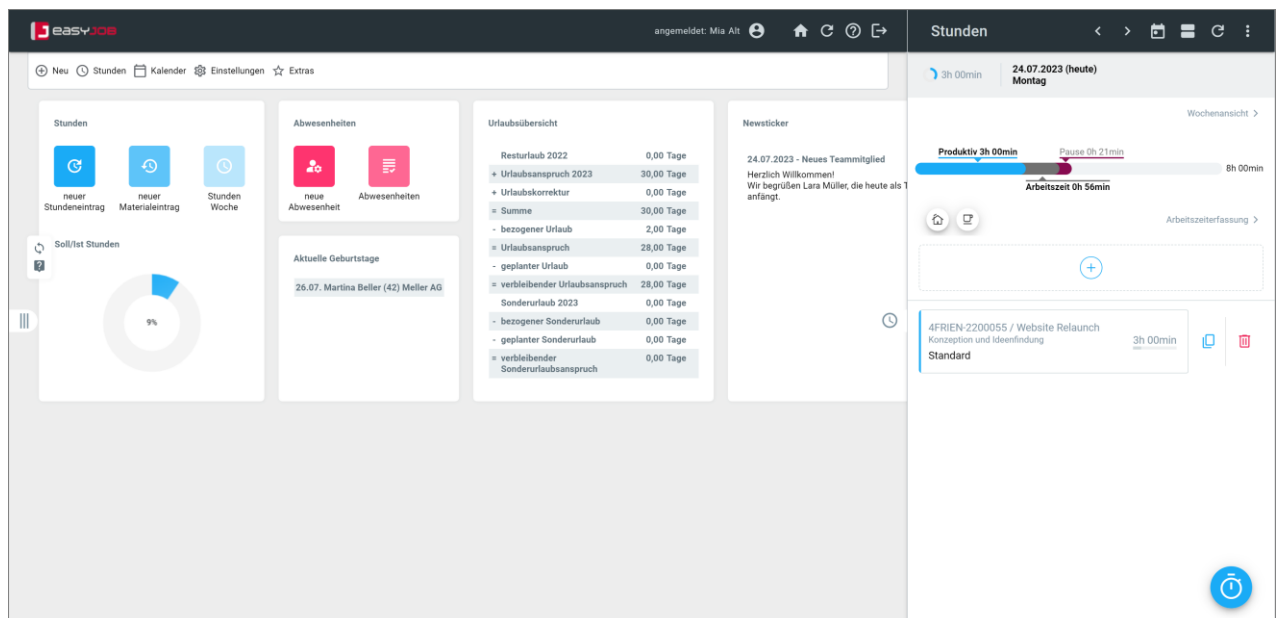 easyJOB
angemeldet: Mia Alt
Neu Stunden Kalender Einstellungen Extras
Stunden
neuer
Stundeneintrag
neuer
Materialeintrag
Stunden
Woche
Soll/Ist Stunden
9%
Abwesenheiten
neue
Abwesenheit
Abwesenheiten
Aktuelle Geburtstage
26.07. Martina Beller (42) Meller AG
Urlaubsübersicht
Resturlaub 2022 0,00 Tage
+ Urlaubsanspruch 2023 30,00 Tage
+ Urlaubskorrektur 0,00 Tage
= Summe 30,00 Tage
- bezogener Urlaub 2,00 Tage
= Urlaubsanspruch 28,00 Tage
- geplanter Urlaub 0,00 Tage
= verbleibender Urlaubsanspruch 28,00 Tage
Sonderurlaub 2023 0,00 Tage
- bezogener Sonderurlaub 0,00 Tage
- geplanter Sonderurlaub 0,00 Tage
= verbleibender 0,00 Tage
Sonderurlaubsanspruch
Newsticker
24.07.2023 - Neues Teammitglied
Herzlich Willkommen!
Wir begrüßen Lara Müller, die heute als T
anfängt.
Stunden
3h 00min
24.07.2023 (heute)
Montag
Wochenansicht >
Produktiv 3h 00min
Pause 0h 21min
8h 00min
Arbeitszeit 0h 56min
Arbeitszeiterfassung >
4FRIEN-2200055 / Website Relaunch
Konzeption und Ideenfindung
3h 00min
Standard